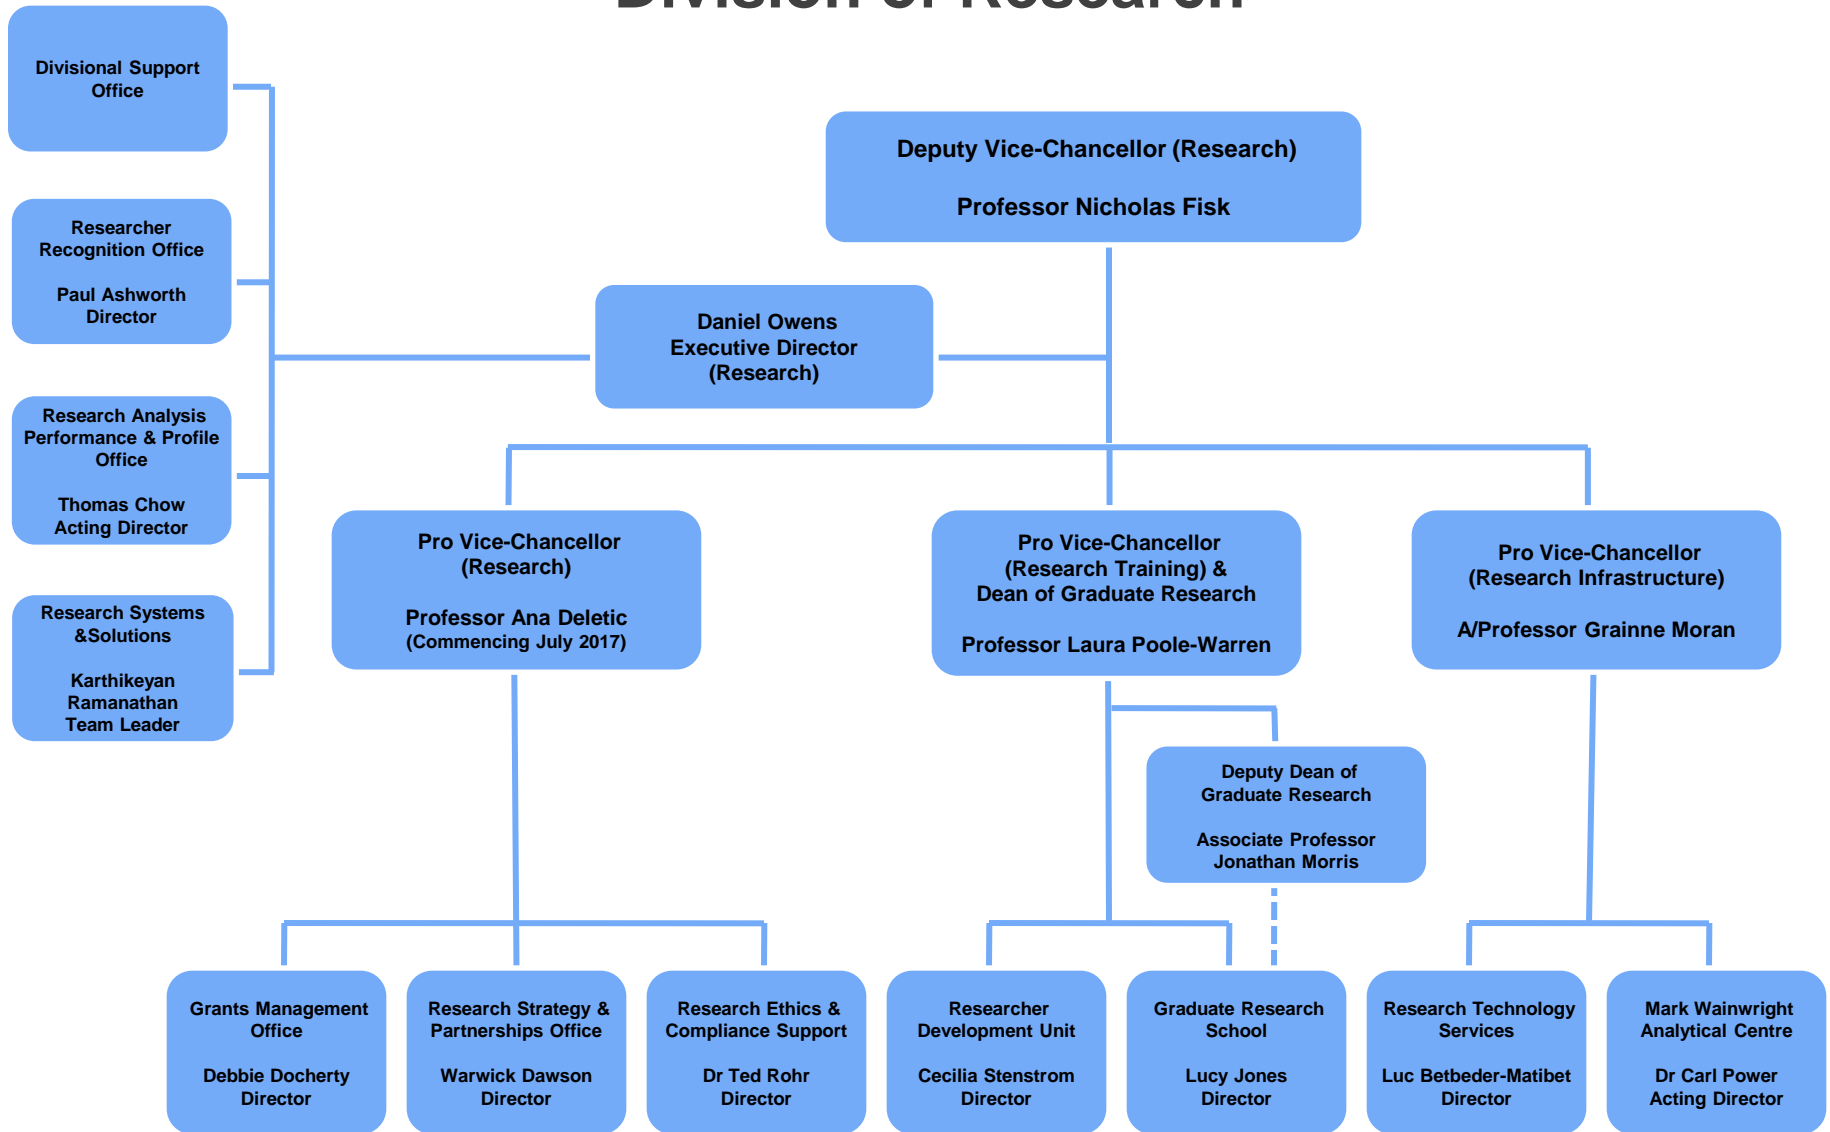 Division of Research
Divisional Support
Office
Deputy Vice-Chancellor (Research)
Professor Nicholas Fisk
Researcher
Recognition Office
Paul Ashworth
Director
Daniel Owens
Executive Director
(Research)
Research Analysis
Performance & Profile
Office
Thomas Chow
Acting Director
Research Systems
&Solutions
Karthikeyan
Ramanathan
Team Leader
Pro Vice-Chancellor
(Research)
Professor Ana Deletic
(Commencing July 2017)
Pro Vice-Chancellor
(Research Training) &
Dean of Graduate Research
Professor Laura Poole-Warren
Pro Vice-Chancellor
(Research Infrastructure)
A/Professor Grainne Moran
Deputy Dean of
Graduate Research
Associate Professor
Jonathan Morris
Grants Management
Office
Debbie Docherty
Director
Research Strategy &
Partnerships Office
Warwick Dawson
Director
Research Ethics &
Compliance Support
Dr Ted Rohr
Director
Researcher
Development Unit
Cecilia Stenstrom
Director
Graduate Research
School
Lucy Jones
Director
Research Technology
Services
Luc Betbeder-Matibet
Director
Mark Wainwright
Analytical Centre
Dr Carl Power
Acting Director